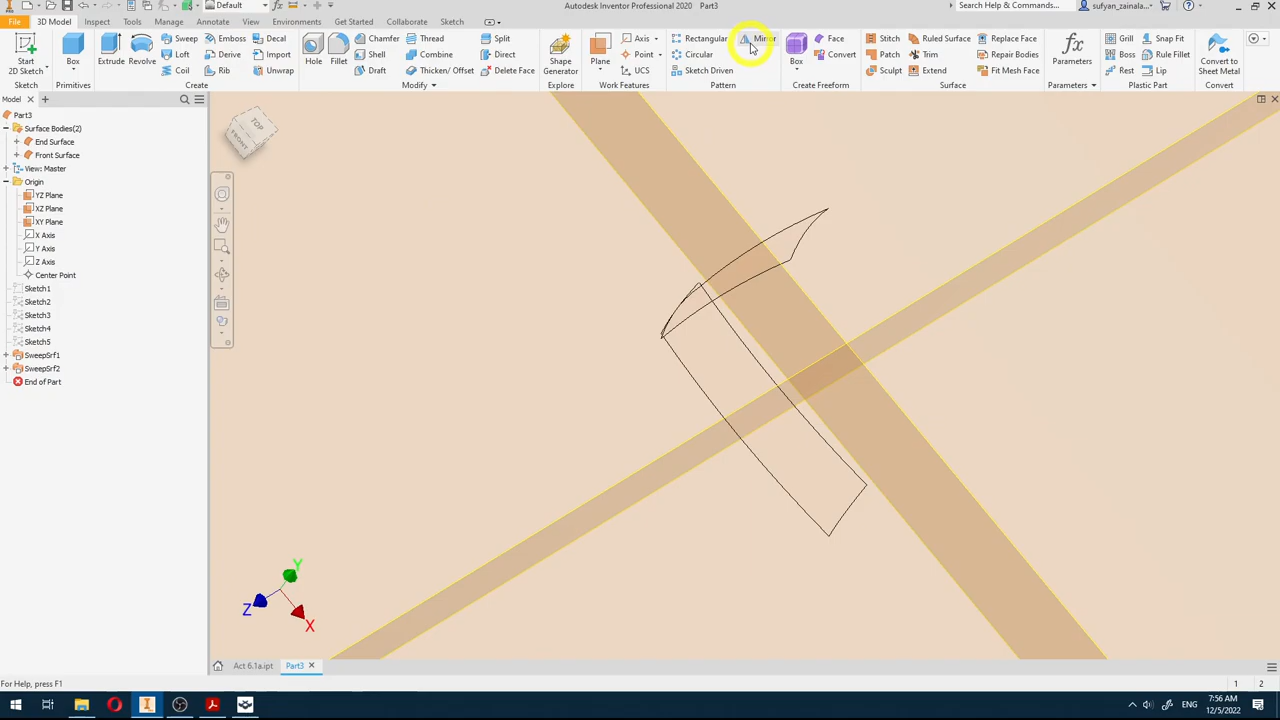 Default
Autodesk Inventor Professional 2020 Part3
Search Help & Commands...
sufyan_zainala...
File 3D Model Sketch Inspect Tools Manage Annotate View Environments Get Started Collaborate Sketch
Start
2D Sketch
Sketch
Box
Primitives
Extrude
Revolve
Sweep
Loft
Coil
Emboss
Derive
Rib
Decal
Import
Unwrap
Create
Hole
Fillet
Chamfer
Shell
Draft
Thread
Combine
Thicken/ Offset
Split
Direct
Delete Face
Modify
Shape
Generator
Explore
Plane
Axis
Point
UCS
Work Features
Rectangular
Circular
Sketch Driven
Mirror
Pattern
Box
Face
Convert
Create Freeform
Stitch
Patch
Sculpt
Ruled Surface
Trim
Extend
Replace Face
Repair Bodies
Fit Mesh Face
Surface
Parameters
Parameters
Grill
Boss
Rest
Snap Fit
Rule Fillet
Lip
Plastic Part
Convert to
Sheet Metal
Convert
Model
Part3
Surface Bodies(2)
End Surface
Front Surface
View: Master
Origin
YZ Plane
XZ Plane
XY Plane
X Axis
Y Axis
Z Axis
Center Point
Sketch1
Sketch2
Sketch3
Sketch4
Sketch5
SweepSrf1
SweepSrf2
End of Part
TOP
FRONT
Y
Z
X
Act 6.1a.ipt
Part3
For Help, press F1
1 2
ENG
7:56 AM
12/5/2022